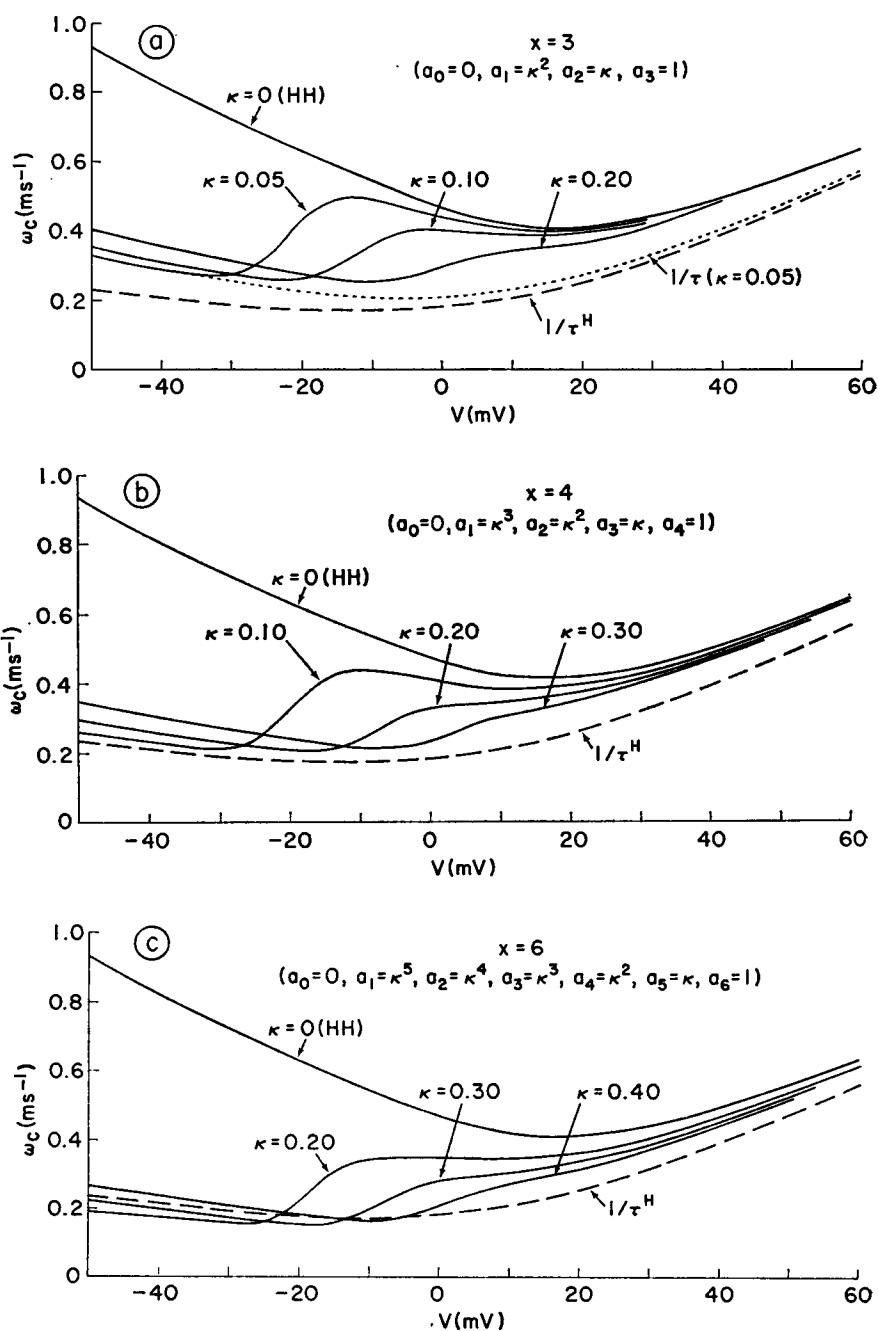 a
x=3
(a₀=0, a₁=κ², a₂=κ, a₃=1)
κ=0 (HH)
κ=0.05
κ=0.10
κ=0.20
1/τ (κ=0.05)
1/τᴴ
ω_C (ms⁻¹)
1.0
0.8
0.6
0.4
0.2
0
-40
-20
0
20
40
60
V(mV)
b
x=4
(a₀=0, a₁=κ³, a₂=κ², a₃=κ, a₄=1)
κ=0 (HH)
κ=0.10
κ=0.20
κ=0.30
1/τᴴ
ω_C (ms⁻¹)
1.0
0.8
0.6
0.4
0.2
0
-40
-20
0
20
40
60
V(mV)
c
x=6
(a₀=0, a₁=κ⁵, a₂=κ⁴, a₃=κ³, a₄=κ², a₅=κ, a₆=1)
κ=0(HH)
κ=0.20
κ=0.30
κ=0.40
1/τᴴ
ω_C (ms⁻¹)
1.0
0.8
0.6
0.4
0.2
0
-40
-20
0
20
40
60
V(mV)